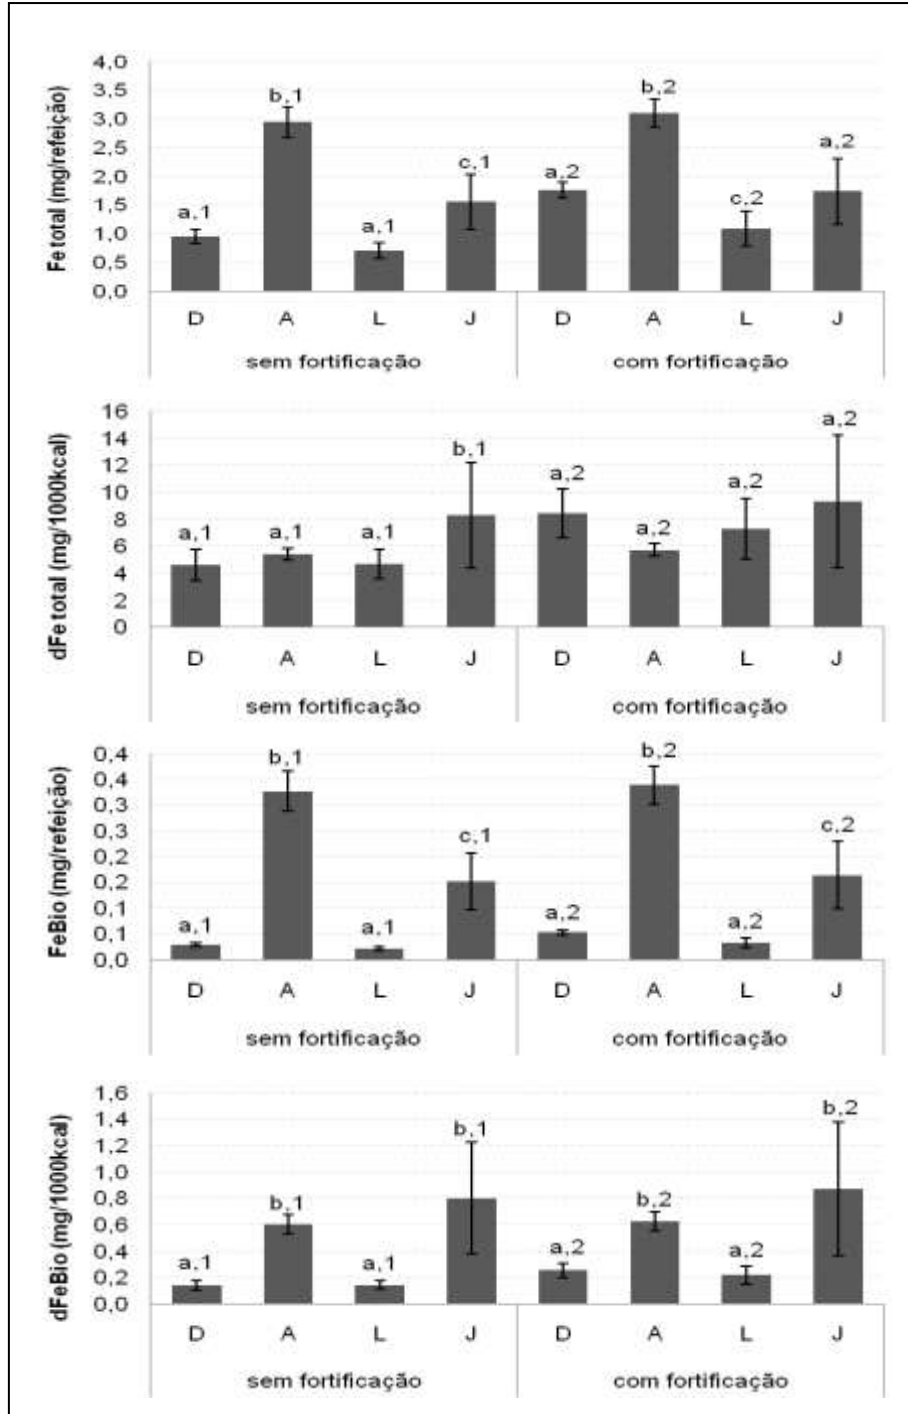 Fe total (mg/refeição)
4,0
3,5
3,0
2,5
2,0
1,5
1,0
0,5
0,0
a,1
b,1
a,1
c,1
a,2
b,2
c,2
a,2
D A L J D A L J
sem fortificação com fortificação
dFe total (mg/1000kcal)
16
14
12
10
8
6
4
2
0
a,1
a,1
a,1
b,1
a,2
a,2
a,2
a,2
D A L J D A L J
sem fortificação com fortificação
FeBio (mg/refeição)
0,4
0,4
0,3
0,3
0,2
0,2
0,1
0,1
0,0
a,1
b,1
a,1
c,1
a,2
b,2
a,2
c,2
D A L J D A L J
sem fortificação com fortificação
dFeBio (mg/1000kcal)
1,6
1,4
1,2
1,0
0,8
0,6
0,4
0,2
0,0
a,1
b,1
a,1
b,1
a,2
b,2
a,2
b,2
D A L J D A L J
sem fortificação com fortificação